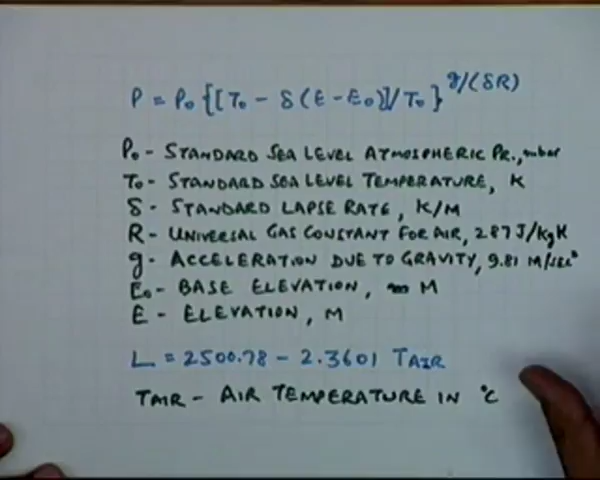 P = P₀ {[T₀ - δ (E - E₀)]/T₀ }^g/(δR)
P₀ - STANDARD SEA LEVEL ATMOSPHERIC PR., mbar
T₀ - STANDARD SEA LEVEL TEMPERATURE, K
δ - STANDARD LAPSE RATE, K/M
R - UNIVERSAL GAS CONSTANT FOR AIR, 287 J/kgK
g - ACCELERATION DUE TO GRAVITY, 9.81 M/SEC²
E₀ - BASE ELEVATION, M
E - ELEVATION, M
L = 2500.78 - 2.3601 TAIR
TAIR - AIR TEMPERATURE IN °C